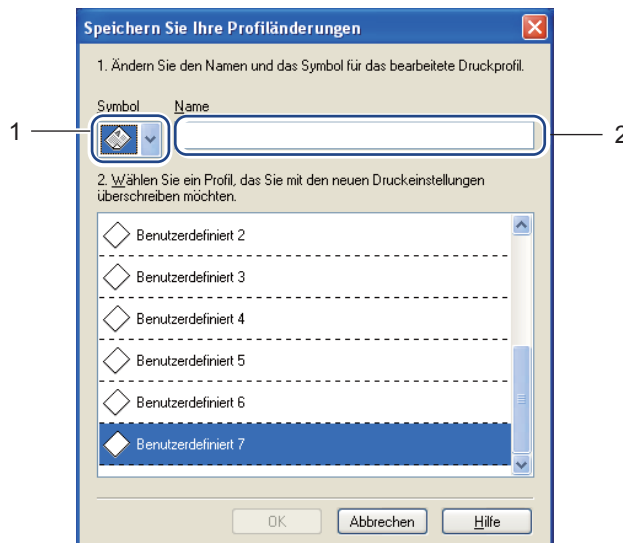 Speichern Sie Ihre Profiländerungen
1. Ändern Sie den Namen und das Symbol für das bearbeitete Druckprofil.
Symbol Name
1
2
2. Wählen Sie ein Profil, das Sie mit den neuen Druckeinstellungen
überschreiben möchten.
Benutzerdefiniert 2
Benutzerdefiniert 3
Benutzerdefiniert 4
Benutzerdefiniert 5
Benutzerdefiniert 6
Benutzerdefiniert 7
OK Abbrechen Hilfe